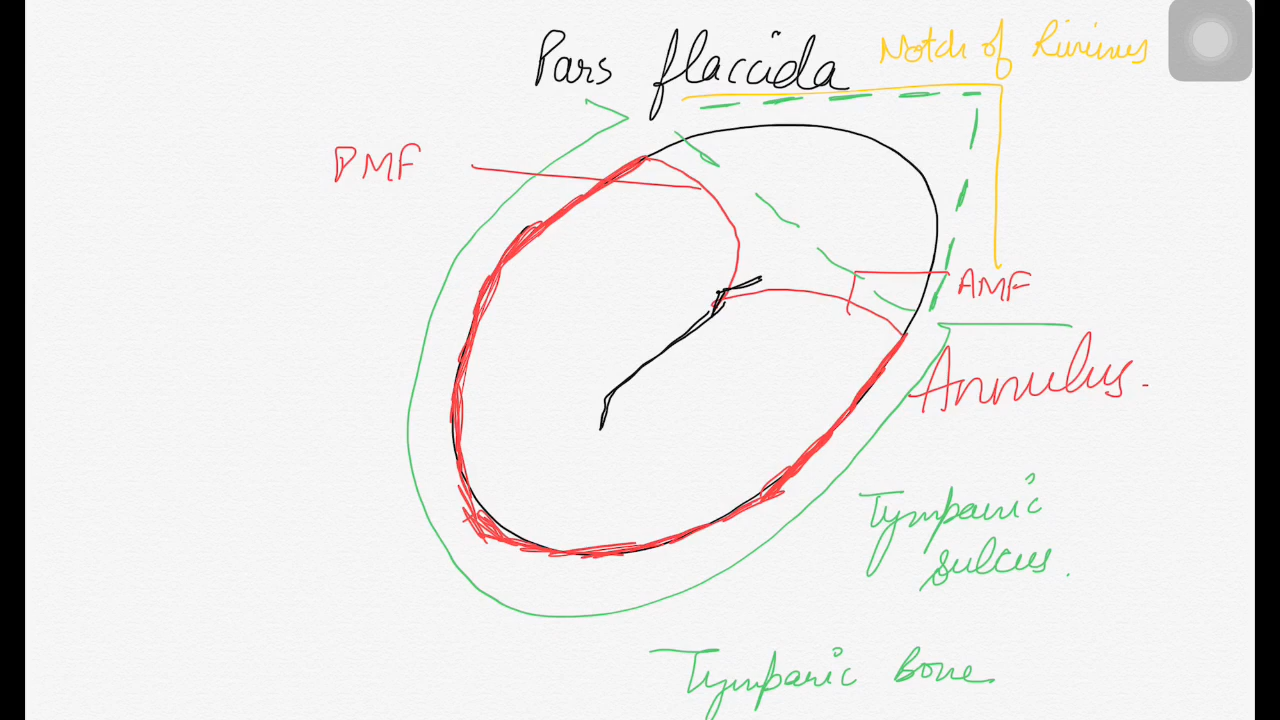 Pars flaccida
Notch of Rivinus
PMF
AMF
Annulus.
Tympanic
sulcus.
Tympanic Bone